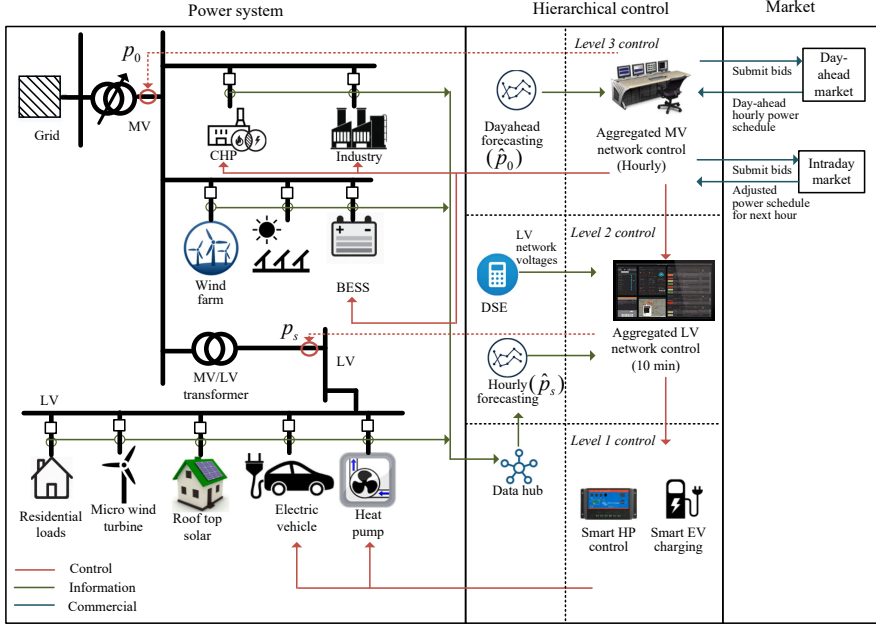 Power system
Hierarchical control
Market
p0
Grid
MV
CHP
Industry
Wind
farm
BESS
ps
MV/LV
transformer
LV
LV
Residential
loads
Micro wind
turbine
Roof top
solar
Electric
vehicle
Heat
pump
Control
Information
Commercial
Level 3 control
Dayahead
forecasting
(p̂0)
Aggregated MV
network control
(Hourly)
Level 2 control
LV
network
voltages
DSE
Aggregated LV
network control
(10 min)
Hourly
forecasting
(p̂s)
Level 1 control
Data hub
Smart HP
control
Smart EV
charging
Submit bids
Day-
ahead
market
Day-ahead
hourly power
schedule
Submit bids
Intraday
market
Adjusted
power schedule
for next hour